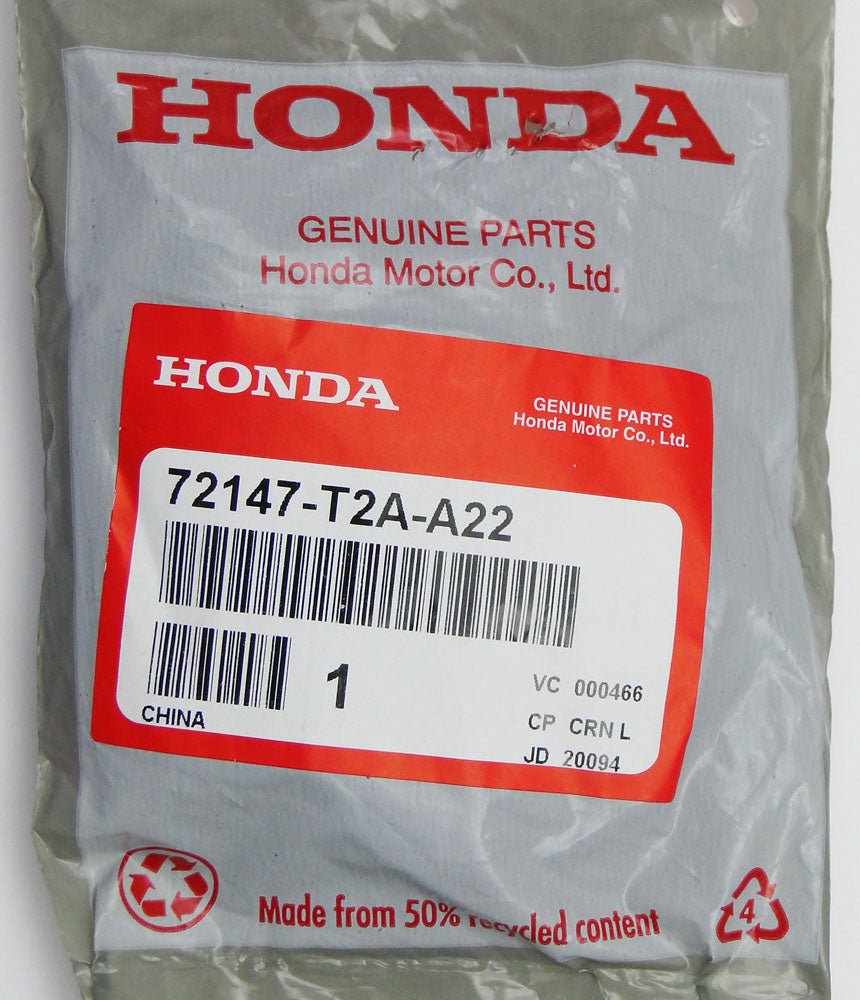 HONDA
GENUINE PARTS
Honda Motor Co., Ltd.
HONDA
GENUINE PARTS
Honda Motor Co., Ltd.
72147-T2A-A22
1
VC 000466
CHINA
CP CRN L
JD 20094
Made from 50% recycled content
4